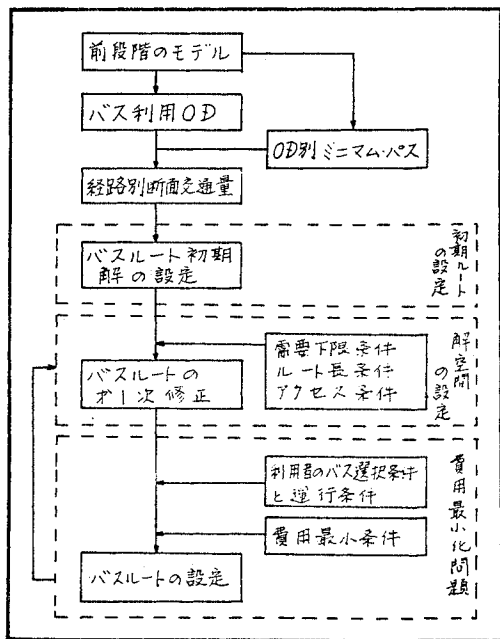 前段階のモデル
バス利用OD
OD別ミニマム・パス
経路別断面交通量
バスルート初期
解の設定
初期ルート
の設定
需要下限条件
ルート長条件
アクセス条件
バスルートの
オ一次修正
解空間
の設定
利用者のバス選択条件
と運行条件
費用最小条件
バスルートの設定
費用最小化問題